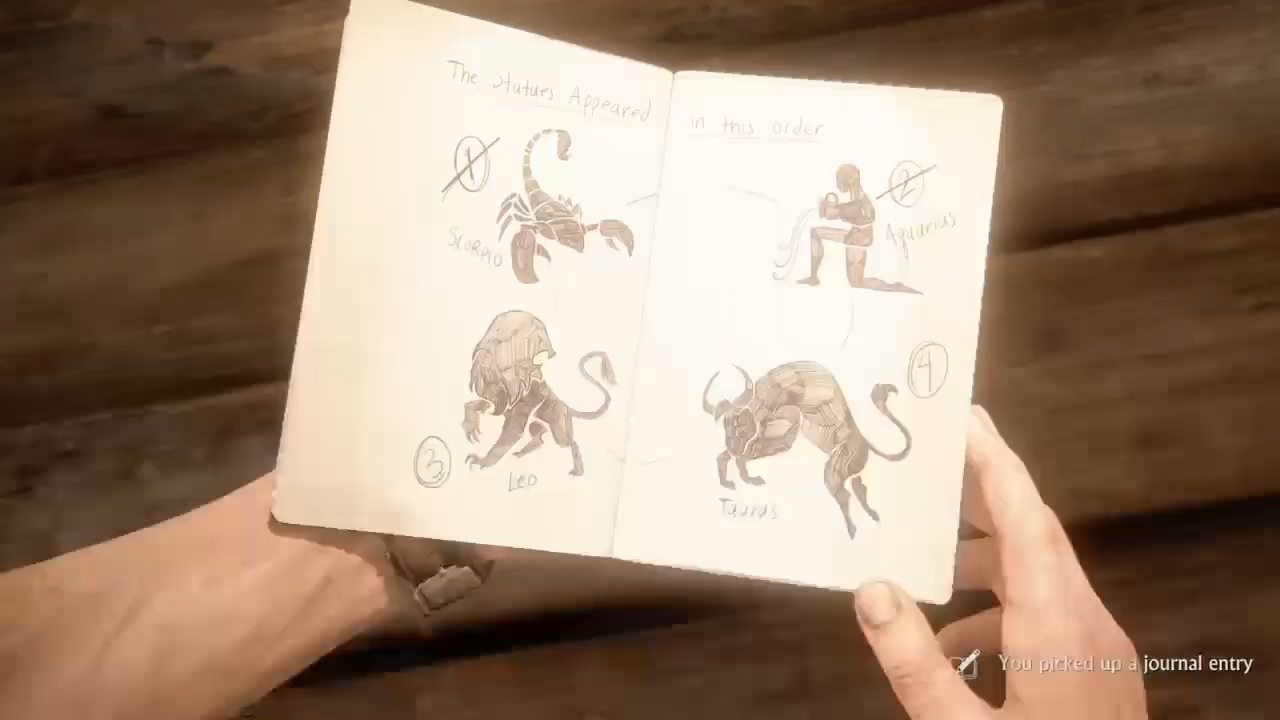 The Statues Appeared
in this order
1
SCORPIO
2
Aquarius
3
Leo
4
Taurus
You picked up a journal entry